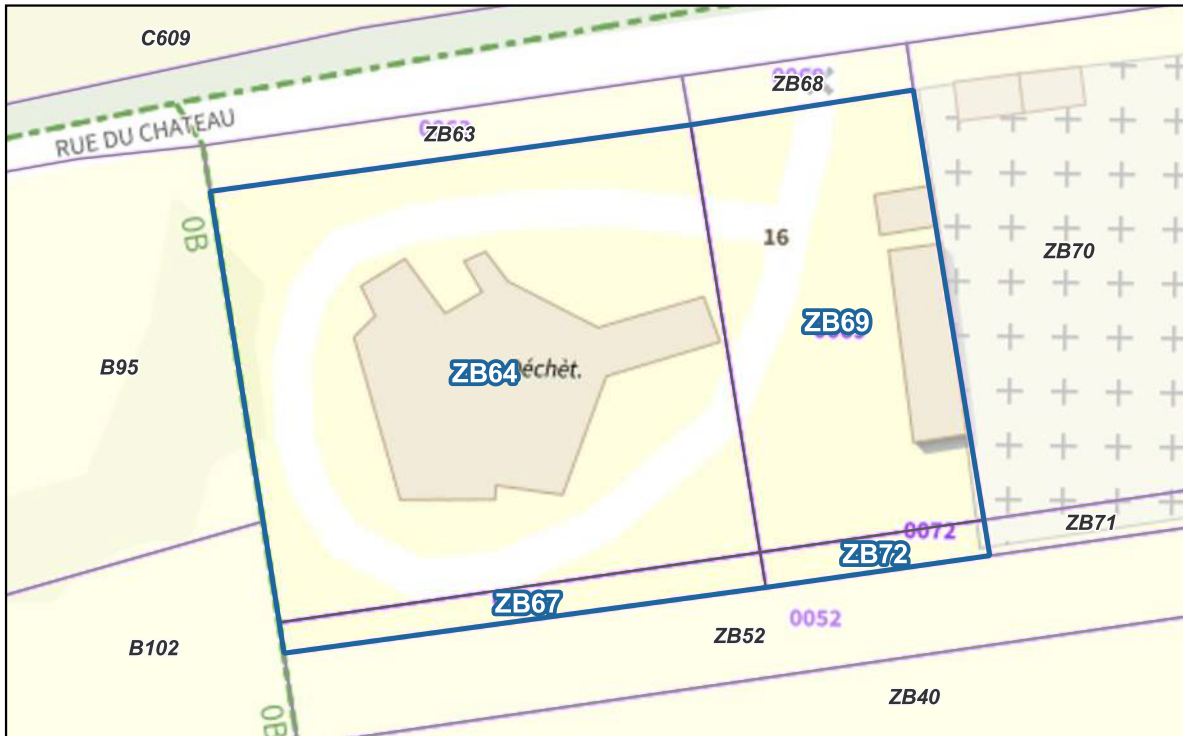 C609
ZB68
RUE DU CHATEAU
ZB63
0B
16
ZB70
ZB69
B95
ZB64
échèt.
0072
ZB71
ZB72
ZB67
0052
ZB52
B102
ZB40
0B